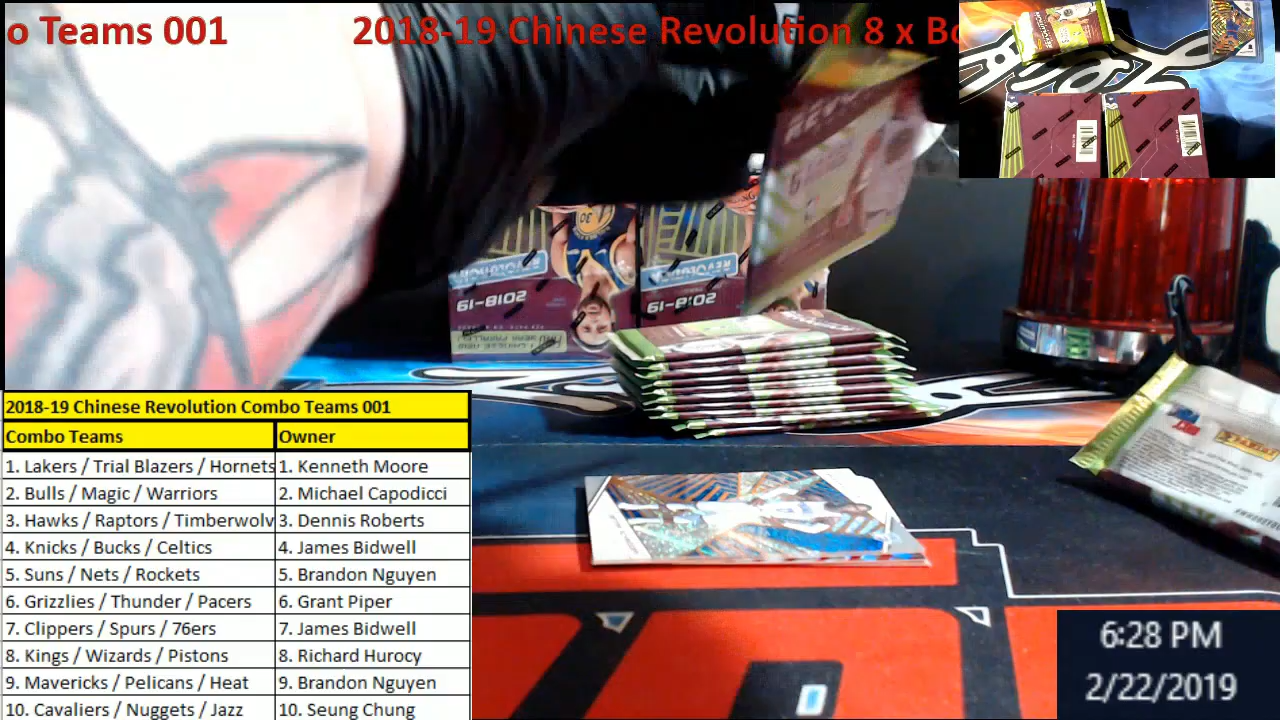 o Teams 001 2018-19 Chinese Revolution 8 x Bo
2018-19
2018-19
2018-19 Chinese Revolution Combo Teams 001
Combo Teams Owner
1. Lakers / Trial Blazers / Hornets 1. Kenneth Moore
2. Bulls / Magic / Warriors 2. Michael Capodicci
3. Hawks / Raptors / Timberwolv 3. Dennis Roberts
4. Knicks / Bucks / Celtics 4. James Bidwell
5. Suns / Nets / Rockets 5. Brandon Nguyen
6. Grizzlies / Thunder / Pacers 6. Grant Piper
7. Clippers / Spurs / 76ers 7. James Bidwell
8. Kings / Wizards / Pistons 8. Richard Hurocy
9. Mavericks / Pelicans / Heat 9. Brandon Nguyen
10. Cavaliers / Nuggets / Jazz 10. Seung Chung
6:28 PM
2/22/2019